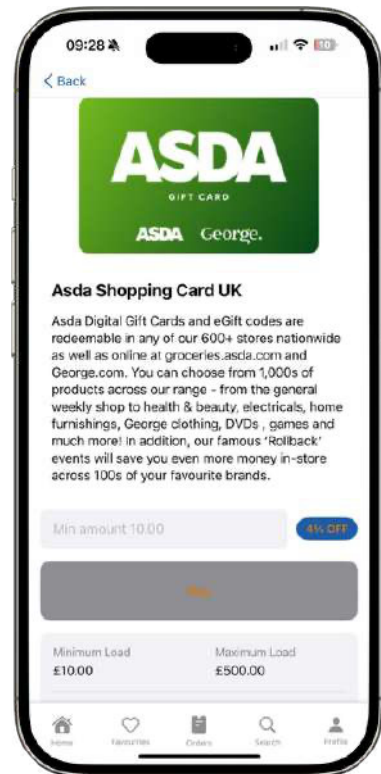 09:28
10
Back
ASDA
GIFT CARD
ASDA George.
Asda Shopping Card UK
Asda Digital Gift Cards and eGift codes are
redeemable in any of our 600+ stores nationwide
as well as online at groceries.asda.com and
George.com. You can choose from 1,000s of
products across our range - from the general
weekly shop to health & beauty, electricals, home
furnishings, George clothing, DVDs , games and
much more! In addition, our famous ‘Rollback’
events will save you even more money in-store
across 100s of your favourite brands.
Min amount 10.00
4% OFF
Minimum Load Maximum Load
£10.00 £500.00
Home Favourites Orders Search Profile